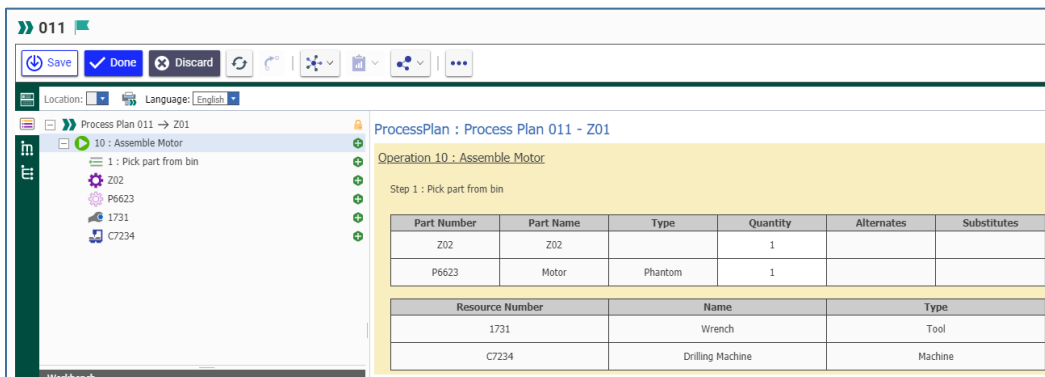 011
Save Done Discard
Location: Language: English
Process Plan 011 → Z01
10 : Assemble Motor
1 : Pick part from bin
Z02
P6623
1731
C7234
Workbench
ProcessPlan : Process Plan 011 - Z01
Operation 10 : Assemble Motor
Step 1 : Pick part from bin
Part Number Part Name Type Quantity Alternates Substitutes
Z02 Z02 1
P6623 Motor Phantom 1
Resource Number Name Type
1731 Wrench Tool
C7234 Drilling Machine Machine